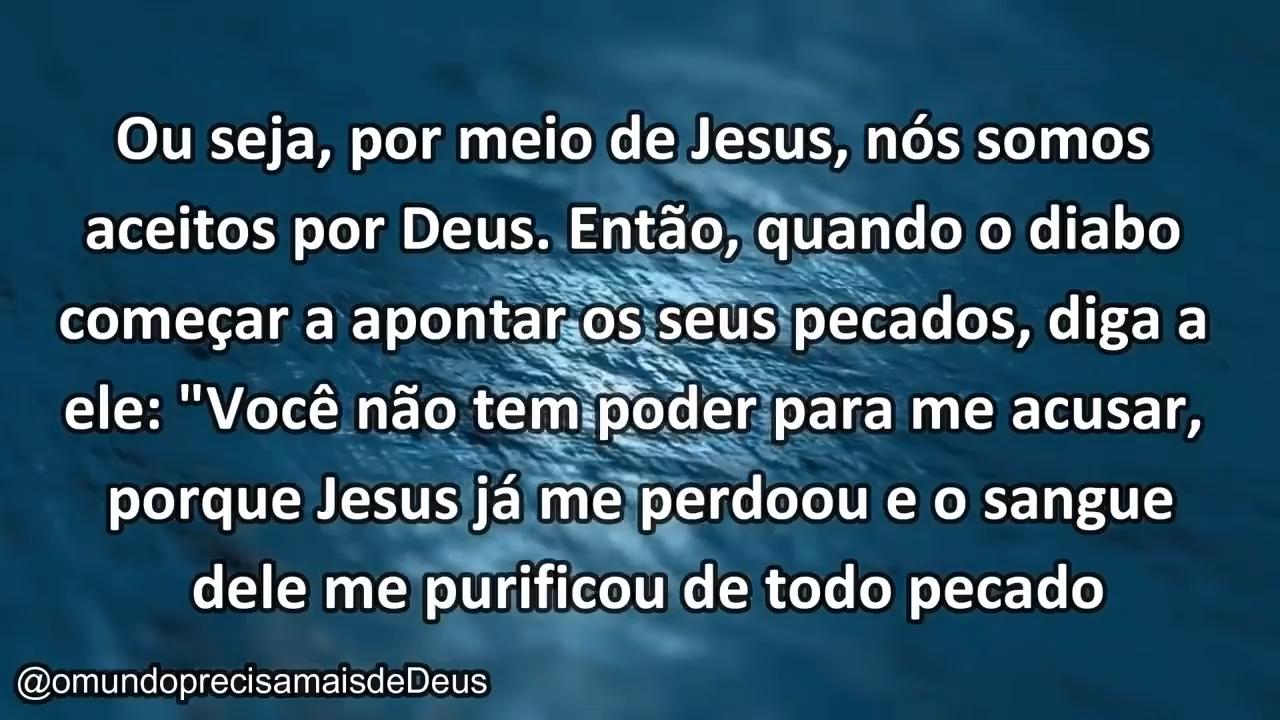 Ou seja, por meio de Jesus, nós somos
aceitos por Deus. Então, quando o diabo
começar a apontar os seus pecados, diga a
ele: "Você não tem poder para me acusar,
porque Jesus já me perdoou e o sangue
dele me purificou de todo pecado
@omundoprecisamaisdeDeus